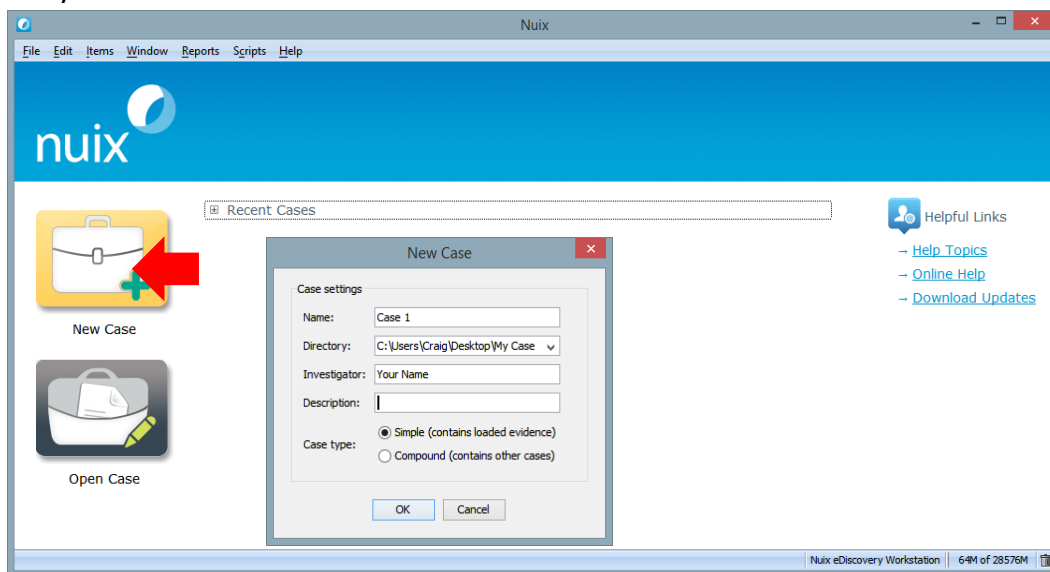 Nuix
File Edit Items Window Reports Scripts Help
nuix
Recent Cases
Helpful Links
→ Help Topics
→ Online Help
→ Download Updates
New Case
New Case
Case settings
Name: Case 1
Directory: C:\Users\Craig\Desktop\My Case
Investigator: Your Name
Description:
Case type: Simple (contains loaded evidence)
Compound (contains other cases)
OK Cancel
Open Case
Nuix eDiscovery Workstation 64M of 28576M